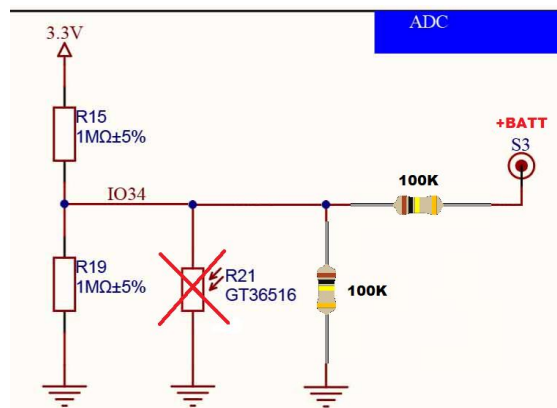 ADC
3.3V
R15
1MΩ±5%
+BATT
S3
100K
IO34
R19
1MΩ±5%
R21
GT36516
100K